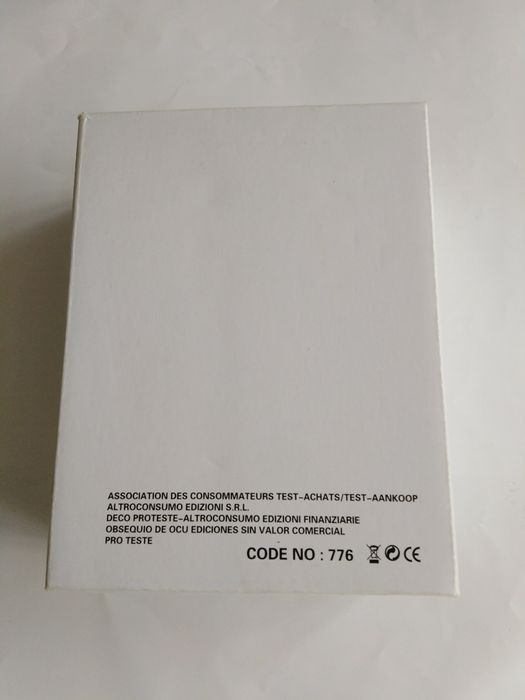 ASSOCIATION DES CONSOMMATEURS TEST-ACHATS/TEST-AANKOOP
ALTROCONSUMO EDIZIONI S.R.L.
DECO PROTESTE-ALTROCONSUMO EDIZIONI FINANZIARIE
OBSEQUIO DE OCU EDICIONES SIN VALOR COMERCIAL
PRO TESTE
CODE NO : 776 CE